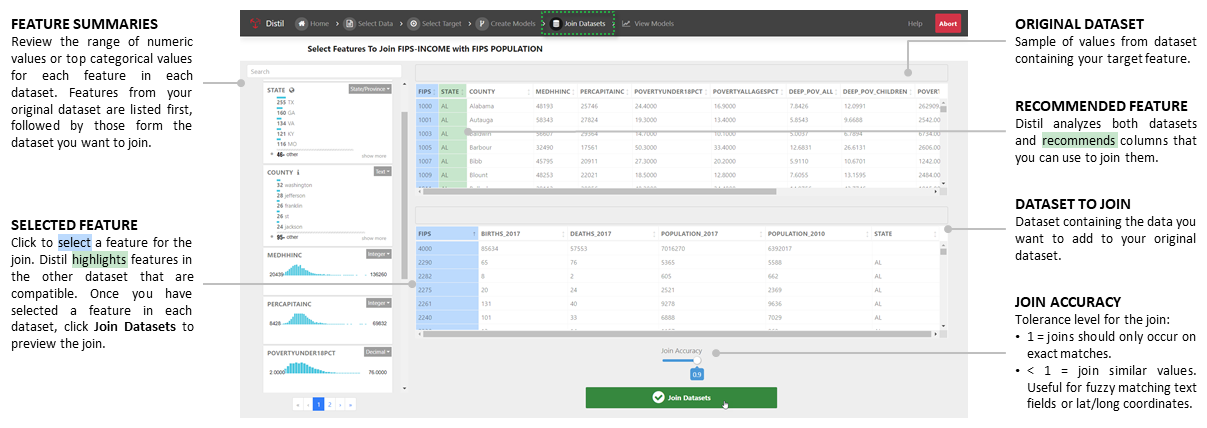 FEATURE SUMMARIES
Review the range of numeric
values or top categorical values
for each feature in each
dataset. Features from your
original dataset are listed first,
followed by those form the
dataset you want to join.
SELECTED FEATURE
Click to select a feature for the
join. Distil highlights features in
the other dataset that are
compatible. Once you have
selected a feature in each
dataset, click Join Datasets to
preview the join.
Distil Home Select Data Select Target Create Models Join Datasets View Models Help Abort
Select Features To Join FIPS-INCOME with FIPS POPULATION
Search
STATE State/Province
255 TX
160 GA
134 VA
121 KY
116 MO
46+ other show more
COUNTY Text
32 washington
28 jefferson
26 franklin
26 st
24 jackson
95+ other show more
MEDHHINC Integer
20439 136260
PERCAPITAINC Integer
8428 69832
POVERTYUNDER18PCT Decimal
2.0000 76.0000
« ‹ 1 2 › »
FIPS STATE COUNTY MEDHHINC PERCAPITAINC POVERTYUNDER18PCT POVERTYALLAGESPCT DEEP_POV_ALL DEEP_POV_CHILDREN POVERT
1000 AL Alabama 48193 25746 24.4000 16.9000 7.8426 12.0991 262909
1001 AL Autauga 58343 27824 19.3000 13.4000 5.8543 9.6688 2542.00
1003 AL Baldwin 56607 29364 14.7000 10.1000 5.0037 6.7894 6734.00
1005 AL Barbour 32490 17561 50.3000 33.4000 12.6831 26.6131 2606.00
1007 AL Bibb 45795 20911 27.3000 20.2000 5.9110 10.6701 1242.00
1009 AL Blount 48253 22021 18.5000 12.8000 7.6055 13.1595 2484.00
FIPS BIRTHS_2017 DEATHS_2017 POPULATION_2017 POPULATION_2010 STATE
4000 85634 57553 7016270 6392017
2290 65 76 5365 5588 AL
2282 8 2 605 662 AL
2275 20 24 2521 2369 AL
2261 131 40 9278 9636 AL
2240 101 33 6888 7029 AL
Join Accuracy
0.9
Join Datasets
ORIGINAL DATASET
Sample of values from dataset
containing your target feature.
RECOMMENDED FEATURE
Distil analyzes both datasets
and recommends columns that
you can use to join them.
DATASET TO JOIN
Dataset containing the data you
want to add to your original
dataset.
JOIN ACCURACY
Tolerance level for the join:
• 1 = joins should only occur on
exact matches.
• < 1 = join similar values.
Useful for fuzzy matching text
fields or lat/long coordinates.